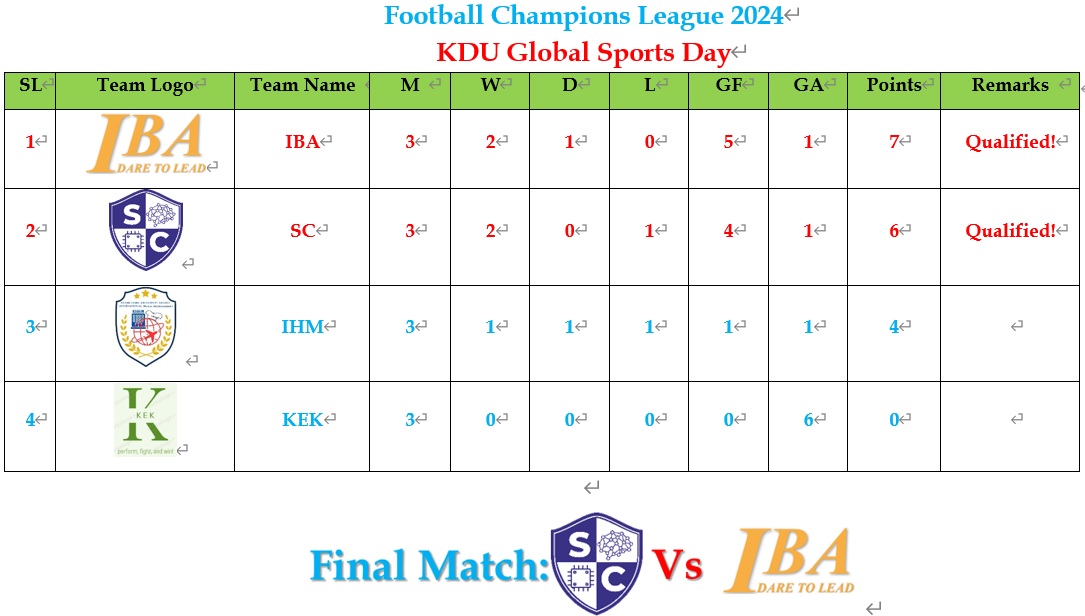 Football Champions League 2024
KDU Global Sports Day
SL Team Logo Team Name M W D L GF GA Points Remarks
1 IBA DARE TO LEAD IBA 3 2 1 0 5 1 7 Qualified!
2 S C SC 3 2 0 1 4 1 6 Qualified!
3 IHM 3 1 1 1 1 1 4
4 K KEK perform, fight, and win! KEK 3 0 0 0 0 6 0
Final Match: S C Vs IBA DARE TO LEAD